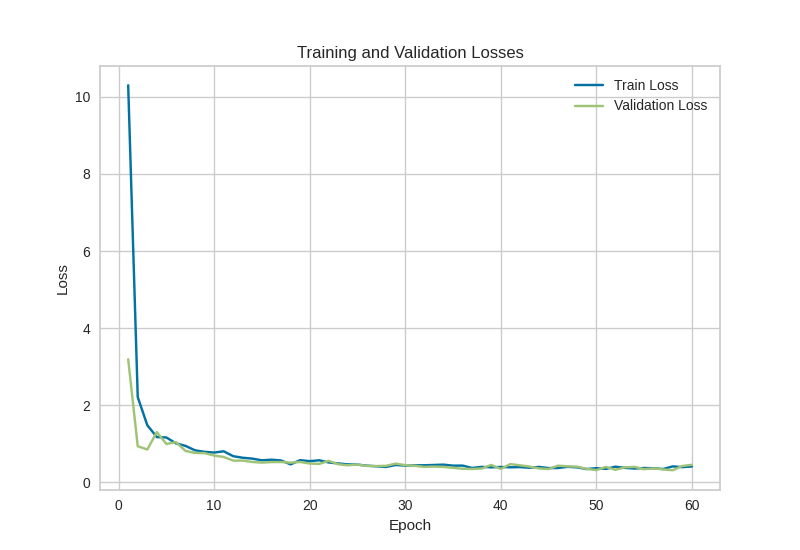 Training and Validation Losses
Train Loss
Validation Loss
10
8
6
4
2
0
Loss
0 10 20 30 40 50 60
Epoch